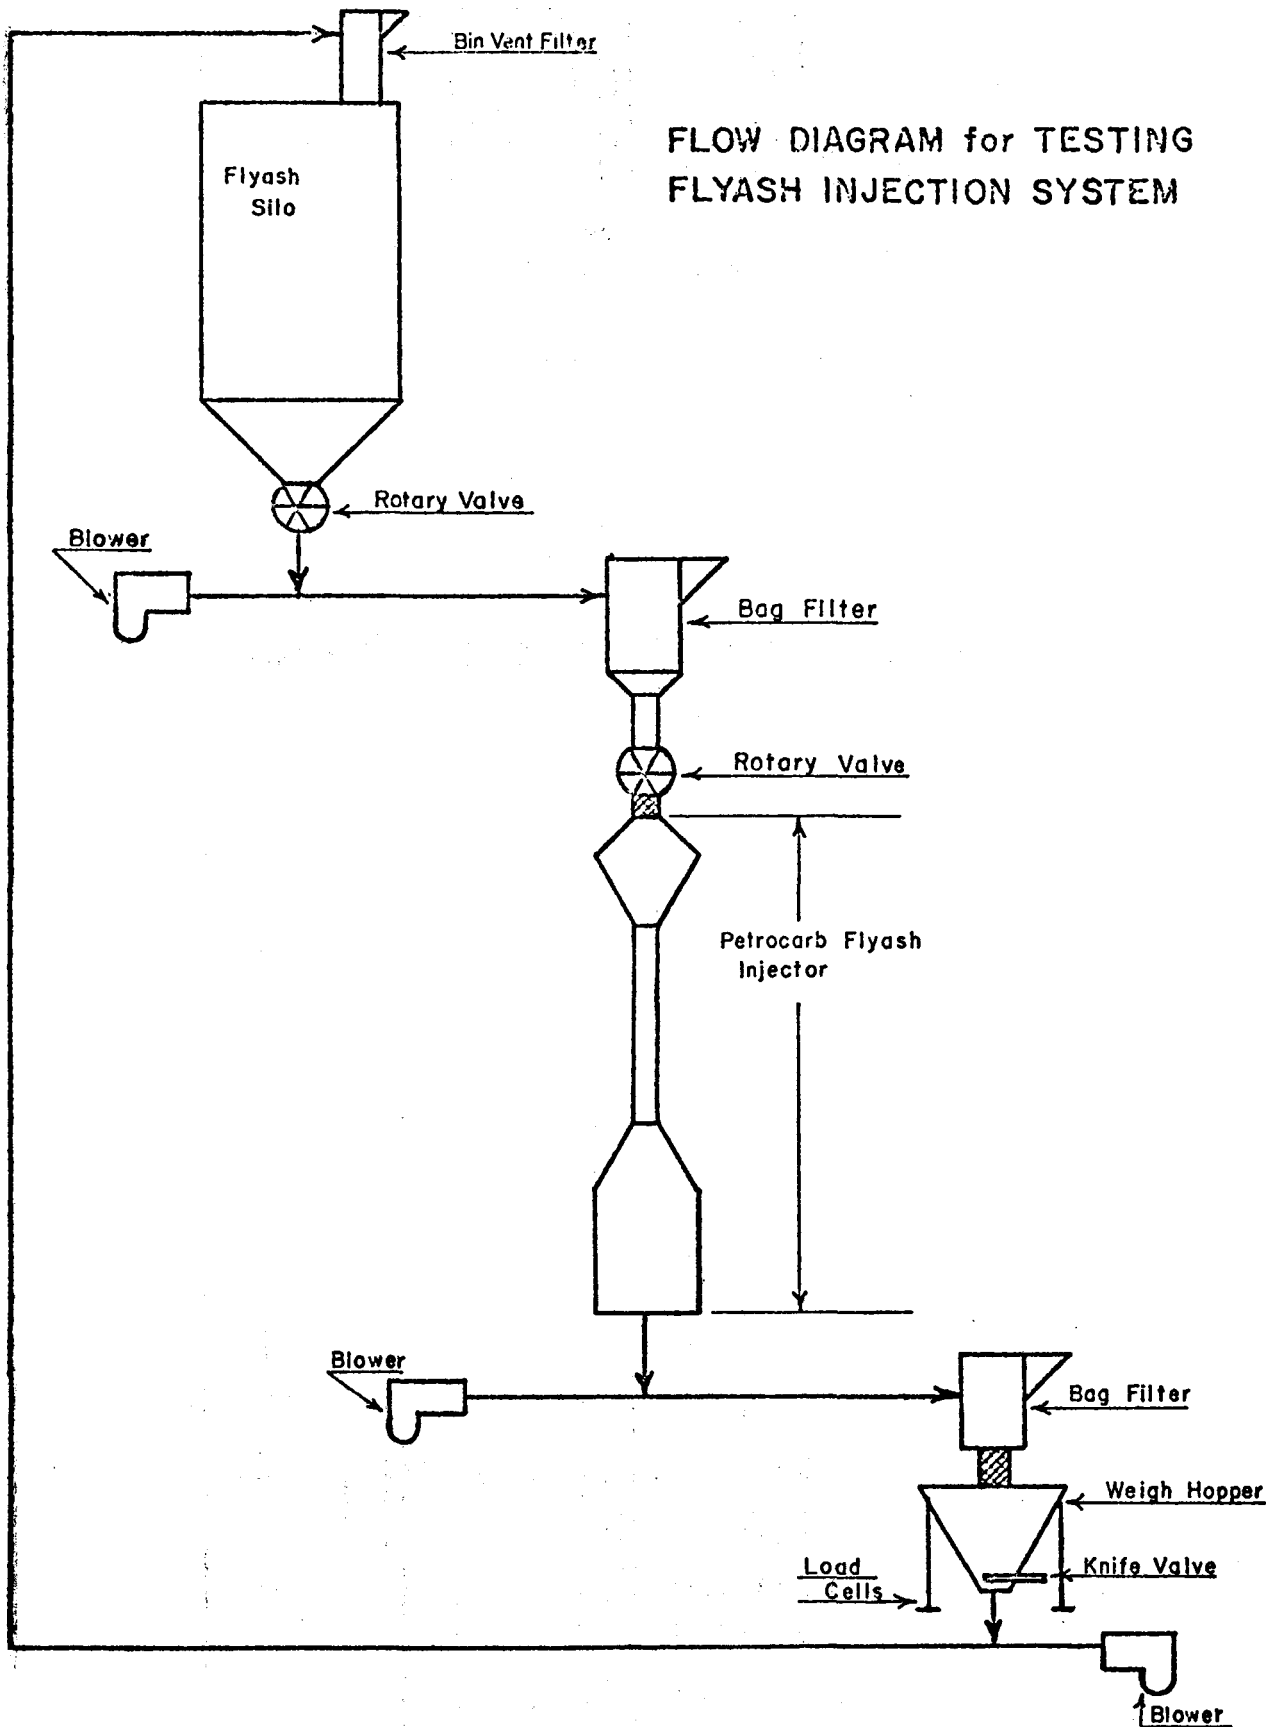 Bin Vent Filter
FLOW DIAGRAM for TESTING
FLYASH INJECTION SYSTEM
Flyash
Silo
Rotary Valve
Blower
Bag Filter
Rotary Valve
Petrocarb Flyash
Injector
Blower
Bag Filter
Weigh Hopper
Load
Cells
Knife Valve
Blower